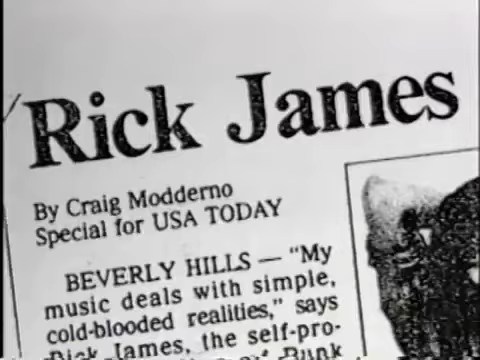 Rick James
By Craig Modderno
Special for USA TODAY
BEVERLY HILLS — “My
music deals with simple,
cold-blooded realities,” says
Rick James, the self-pro-
Punk